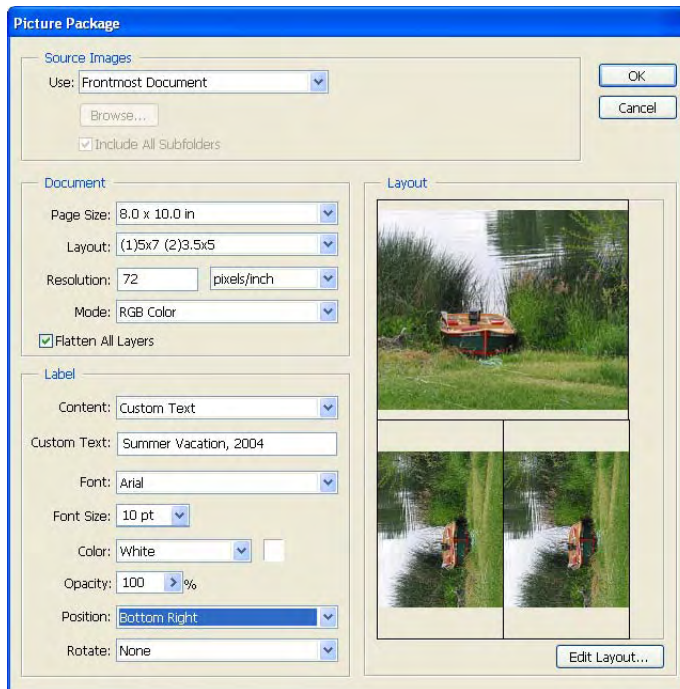 Picture Package
Source Images
Use: Frontmost Document
Browse...
Include All Subfolders
OK
Cancel
Document
Page Size: 8.0 x 10.0 in
Layout: (1)5x7 (2)3.5x5
Resolution: 72 pixels/inch
Mode: RGB Color
Flatten All Layers
Label
Content: Custom Text
Custom Text: Summer Vacation, 2004
Font: Arial
Font Size: 10 pt
Color: White
Opacity: 100 %
Position: Bottom Right
Rotate: None
Layout
Edit Layout...